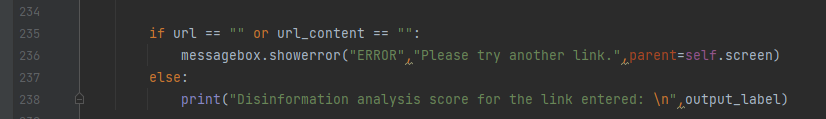 234
235 if url == "" or url_content == "":
236 messagebox.showerror("ERROR","Please try another link.",parent=self.screen)
237 else:
238 print("Disinformation analysis score for the link entered: \n",output_label)